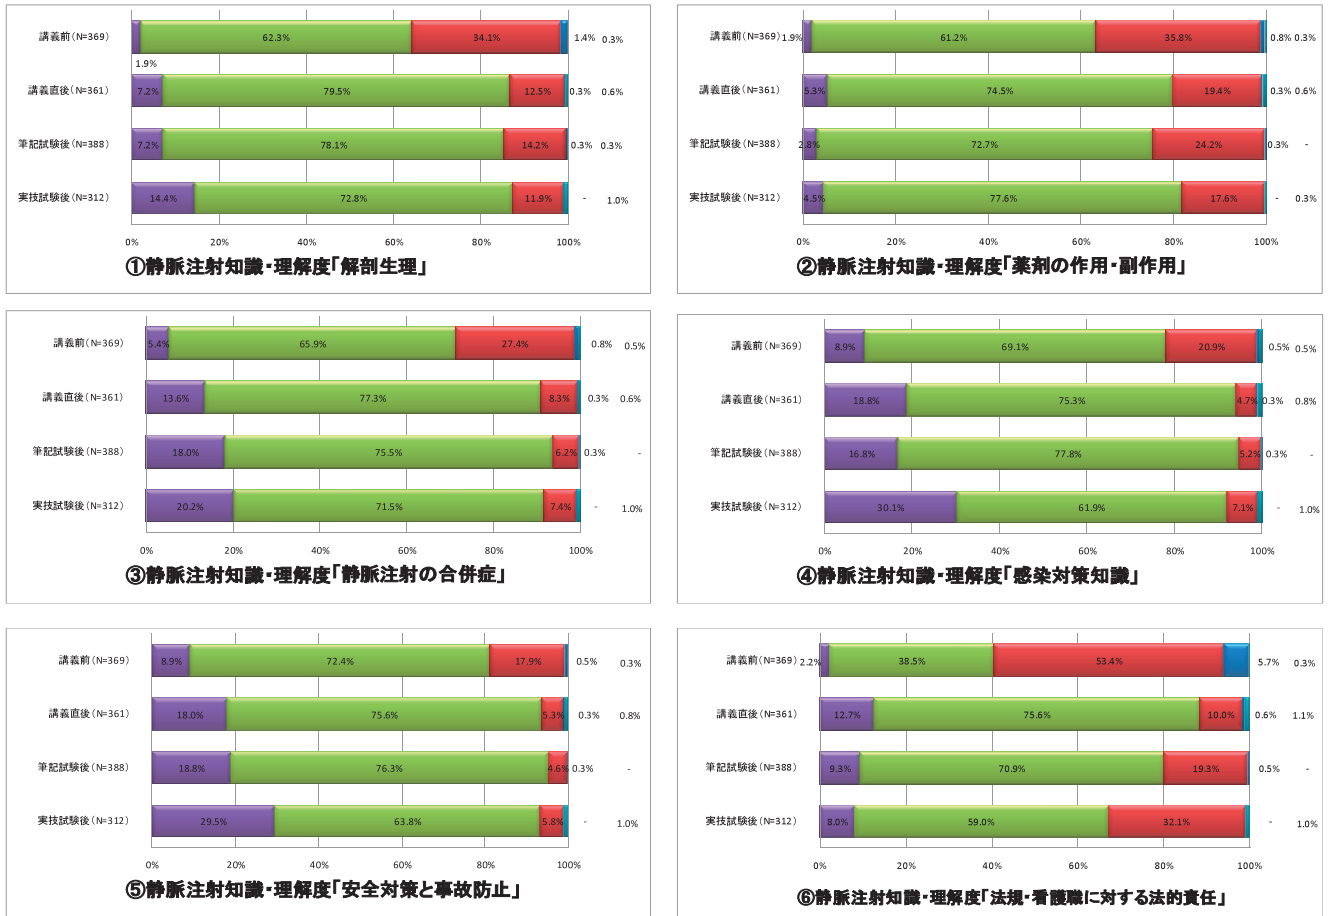 講義前(N=369) 62.3% 34.1% 1.4% 0.3%
1.9%
講義直後(N=361) 7.2% 79.5% 12.5% 0.3% 0.6%
筆記試験後(N=388) 7.2% 78.1% 14.2% 0.3% 0.3%
実技試験後(N=312) 14.4% 72.8% 11.9% - 1.0%
0% 20% 40% 60% 80% 100%
①静脈注射知識・理解度「解剖生理」
講義前(N=369) 1.9% 61.2% 35.8% 0.8% 0.3%
講義直後(N=361) 5.3% 74.5% 19.4% 0.3% 0.6%
筆記試験後(N=388) 2.8% 72.7% 24.2% 0.3% -
実技試験後(N=312) 4.5% 77.6% 17.6% - 0.3%
0% 20% 40% 60% 80% 100%
②静脈注射知識・理解度「薬剤の作用・副作用」
講義前(N=369) 5.4% 65.9% 27.4% 0.8% 0.5%
講義直後(N=361) 13.6% 77.3% 8.3% 0.3% 0.6%
筆記試験後(N=388) 18.0% 75.5% 6.2% 0.3% -
実技試験後(N=312) 20.2% 71.5% 7.4% - 1.0%
0% 20% 40% 60% 80% 100%
③静脈注射知識・理解度「静脈注射の合併症」
講義前(N=369) 8.9% 69.1% 20.9% 0.5% 0.5%
講義直後(N=361) 18.8% 75.3% 4.7% 0.3% 0.8%
筆記試験後(N=388) 16.8% 77.8% 5.2% 0.3% -
実技試験後(N=312) 30.1% 61.9% 7.1% - 1.0%
0% 20% 40% 60% 80% 100%
④静脈注射知識・理解度「感染対策知識」
講義前(N=369) 8.9% 72.4% 17.9% 0.5% 0.3%
講義直後(N=361) 18.0% 75.6% 5.3% 0.3% 0.8%
筆記試験後(N=388) 18.8% 76.3% 4.6% 0.3% -
実技試験後(N=312) 29.5% 63.8% 5.8% - 1.0%
0% 20% 40% 60% 80% 100%
⑤静脈注射知識・理解度「安全対策と事故防止」
講義前(N=369) 2.2% 38.5% 53.4% 5.7% 0.3%
講義直後(N=361) 12.7% 75.6% 10.0% 0.6% 1.1%
筆記試験後(N=388) 9.3% 70.9% 19.3% 0.5% -
実技試験後(N=312) 8.0% 59.0% 32.1% - 1.0%
0% 20% 40% 60% 80% 100%
⑥静脈注射知識・理解度「法規・看護職に対する法的責任」